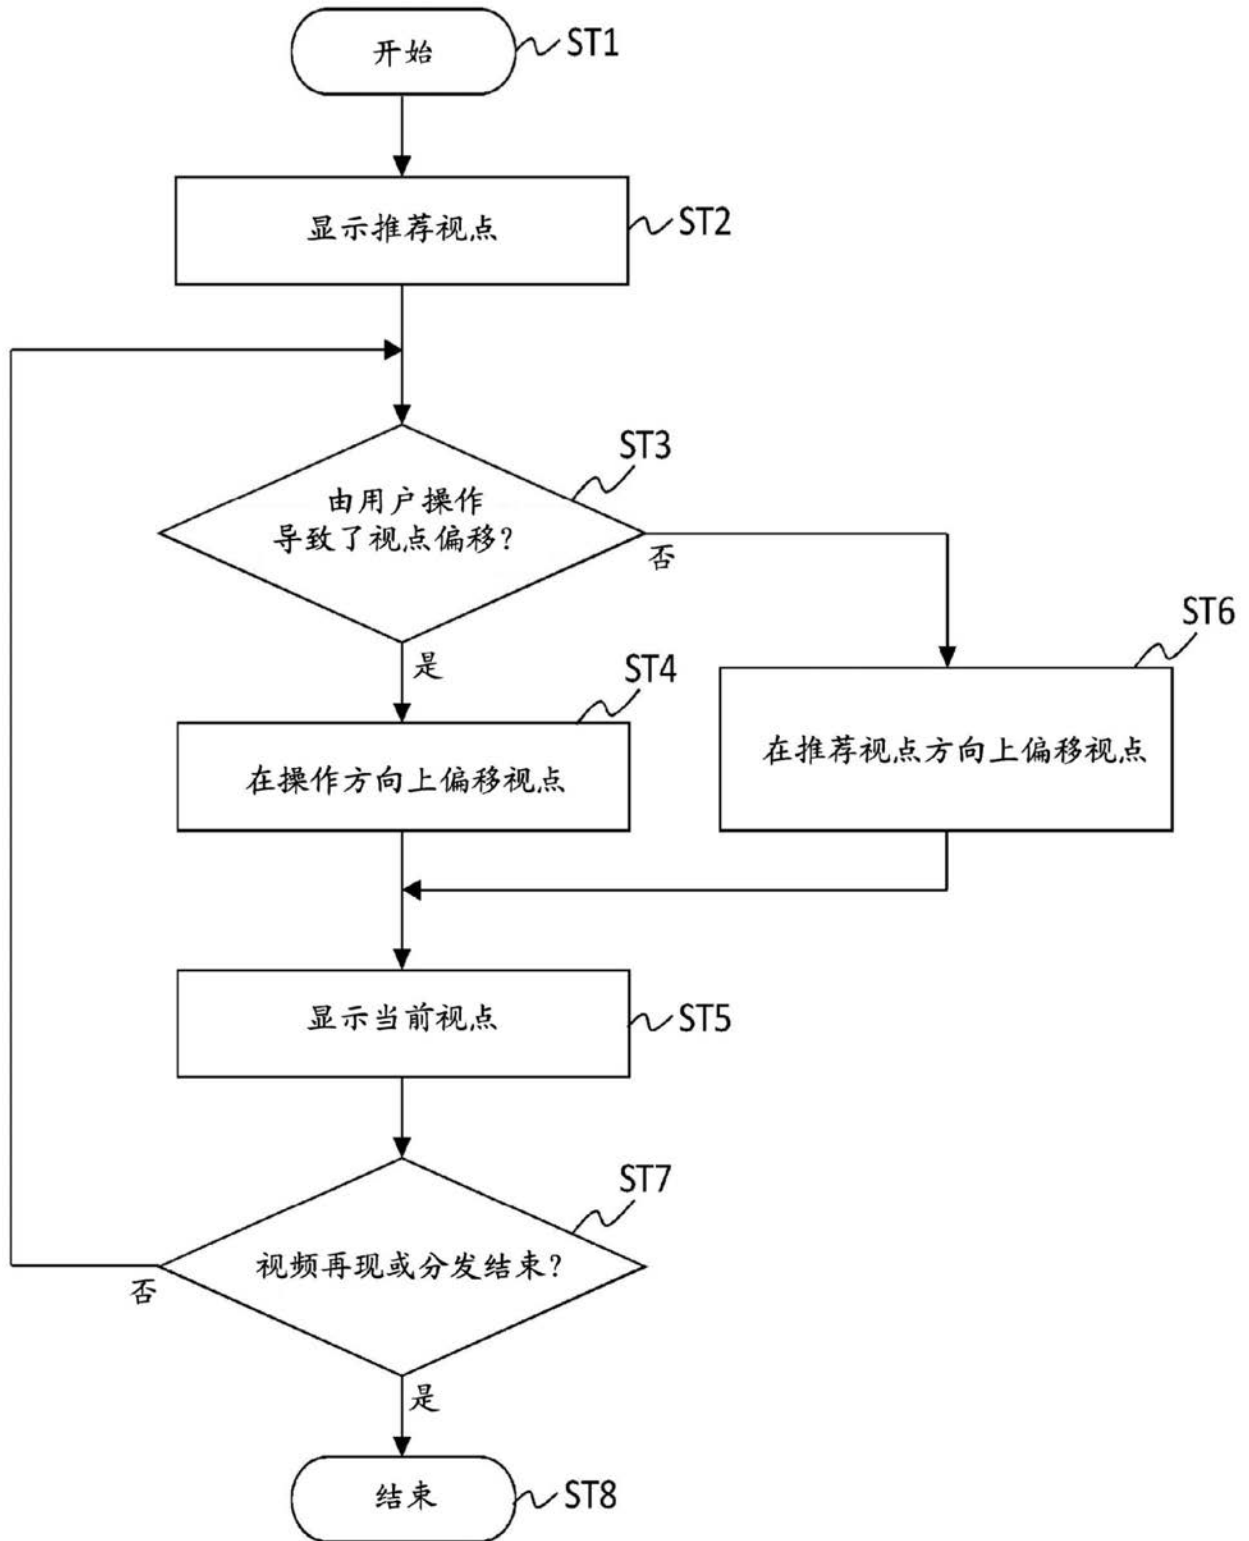 开始
ST1
显示推荐视点
ST2
ST3
由用户操作
导致了视点偏移?
否
是
ST4
在操作方向上偏移视点
ST6
在推荐视点方向上偏移视点
显示当前视点
ST5
ST7
视频再现或分发结束?
否
是
结束
ST8